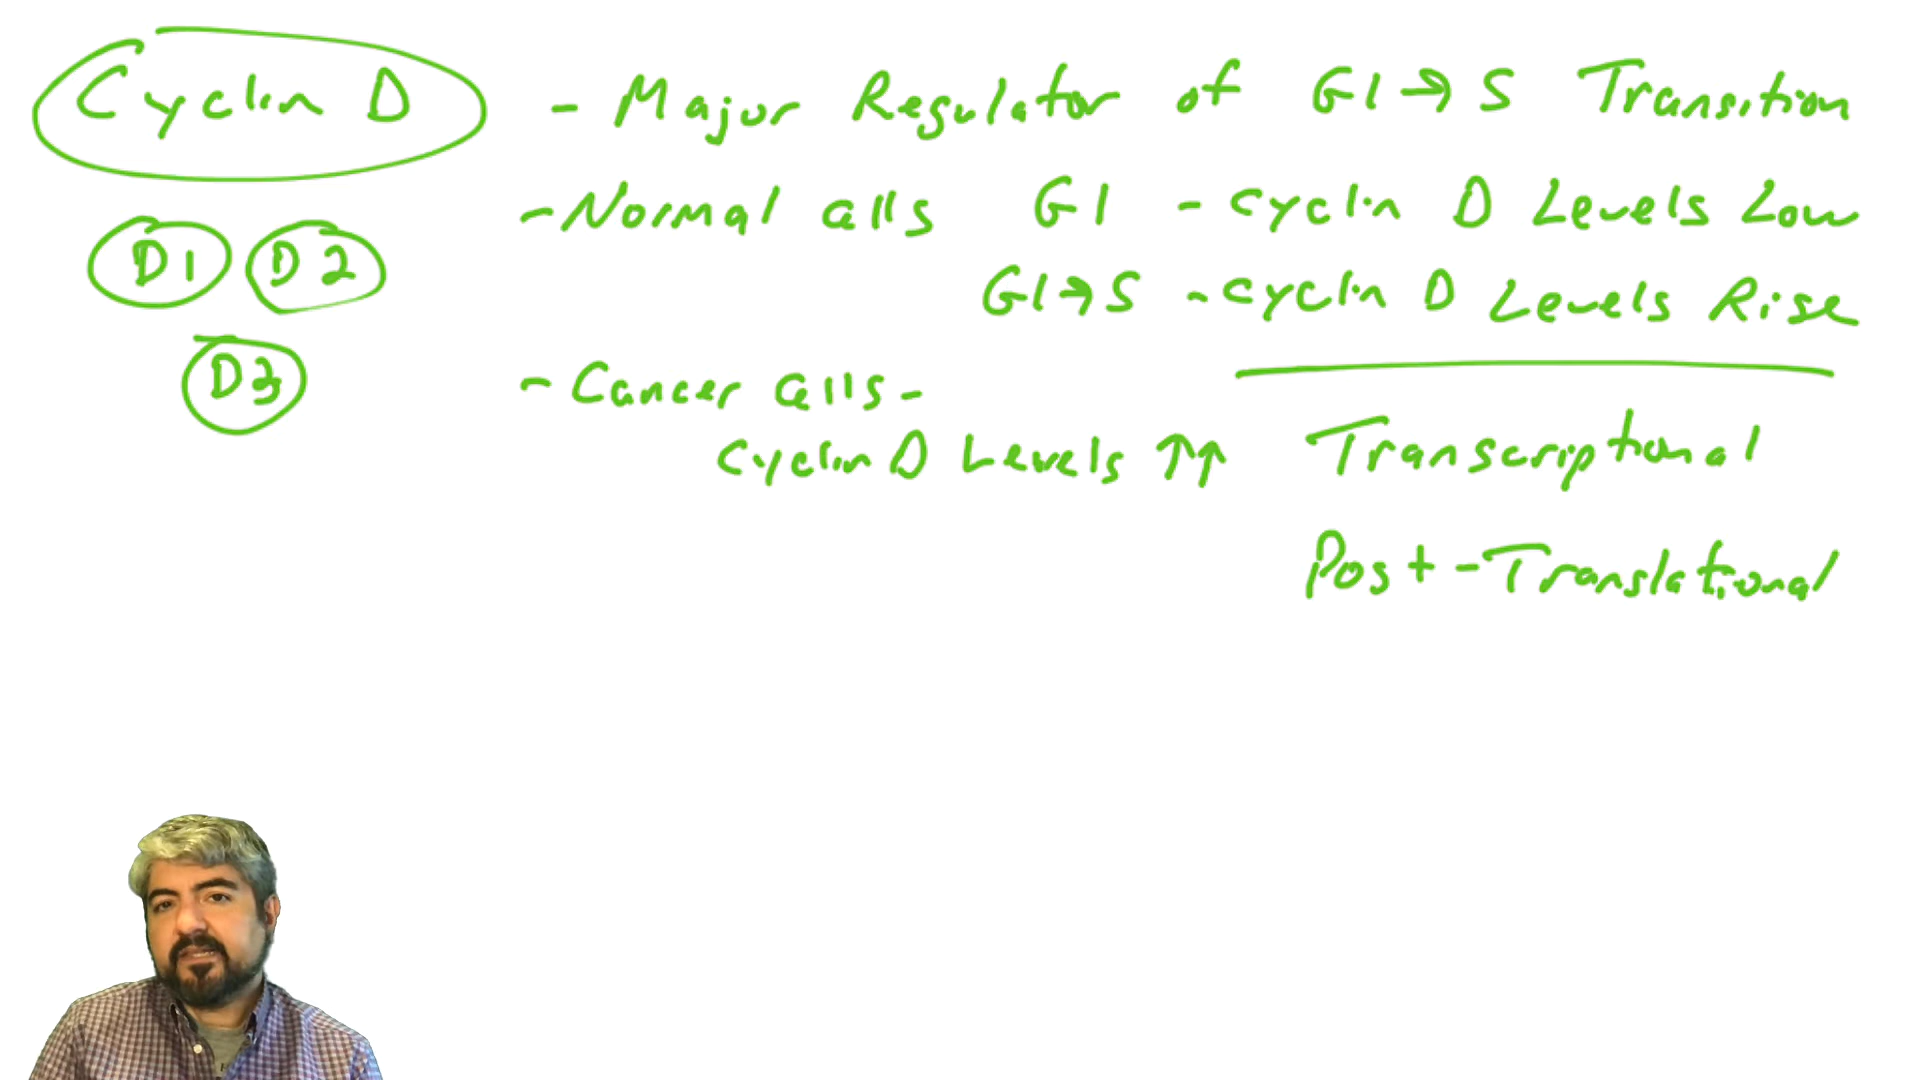 Cyclin D - Major Regulator of G1→S Transition
-Normal cells G1 - Cyclin D Levels Low
D1 D2
G1→S - Cyclin D Levels Rise
D3
- Cancer cells -
Cyclin D Levels ↑↑ Transcriptional
Post-Translational